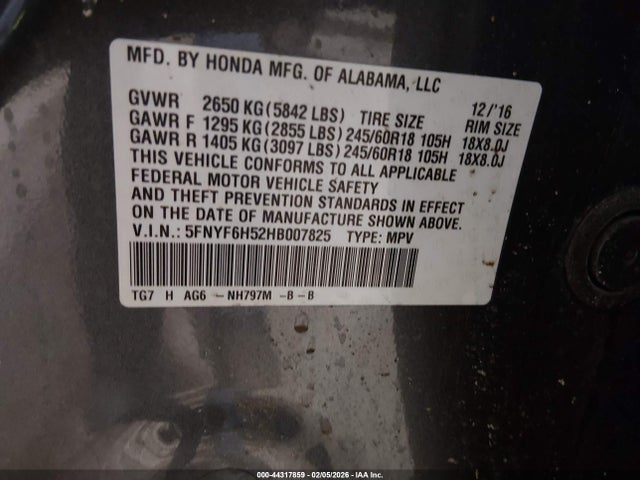 MFD. BY HONDA MFG. OF ALABAMA, LLC
GVWR 2650 KG (5842 LBS) TIRE SIZE 12/'16 RIM SIZE
GAWR F 1295 KG (2855 LBS) 245/60R18 105H 18X8.0J
GAWR R 1405 KG (3097 LBS) 245/60R18 105H 18X8.0J
THIS VEHICLE CONFORMS TO ALL APPLICABLE
FEDERAL MOTOR VEHICLE SAFETY
AND THEFT PREVENTION STANDARDS IN EFFECT
ON THE DATE OF MANUFACTURE SHOWN ABOVE.
V.I.N.: 5FNYF6H52HB007825 TYPE: MPV
TG7 H AG6 -NH797M -B -B
000-44317859 | 02/05/2026 - IAA Inc.